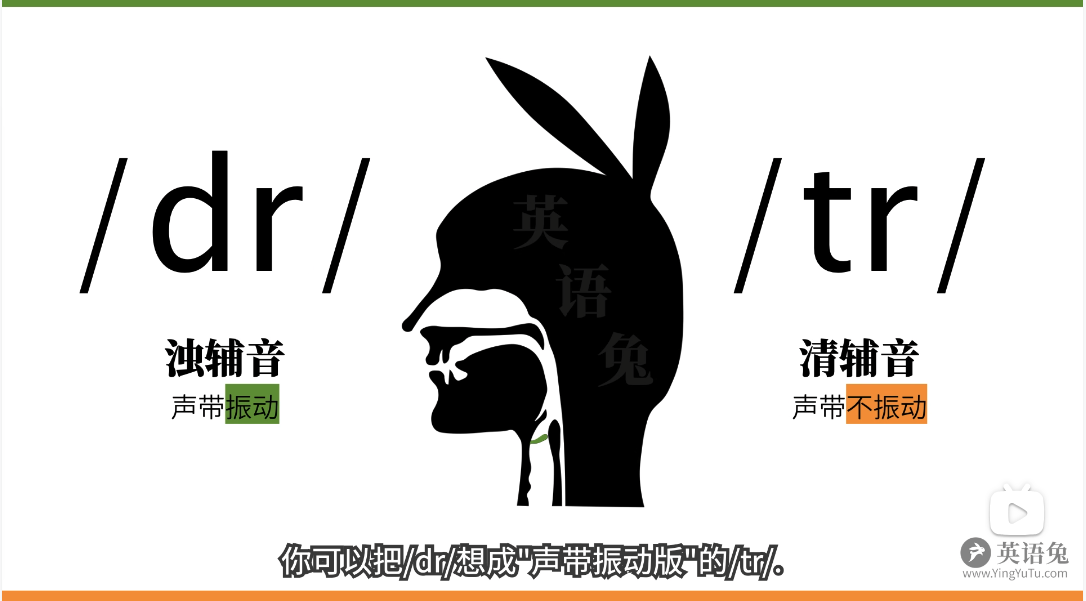 /dr/
浊辅音
声带振动
英
语
兔
/tr/
清辅音
声带不振动
你可以把/dr/想成"声带振动版"的/tr/.
英语兔
www.YingYuTu.com